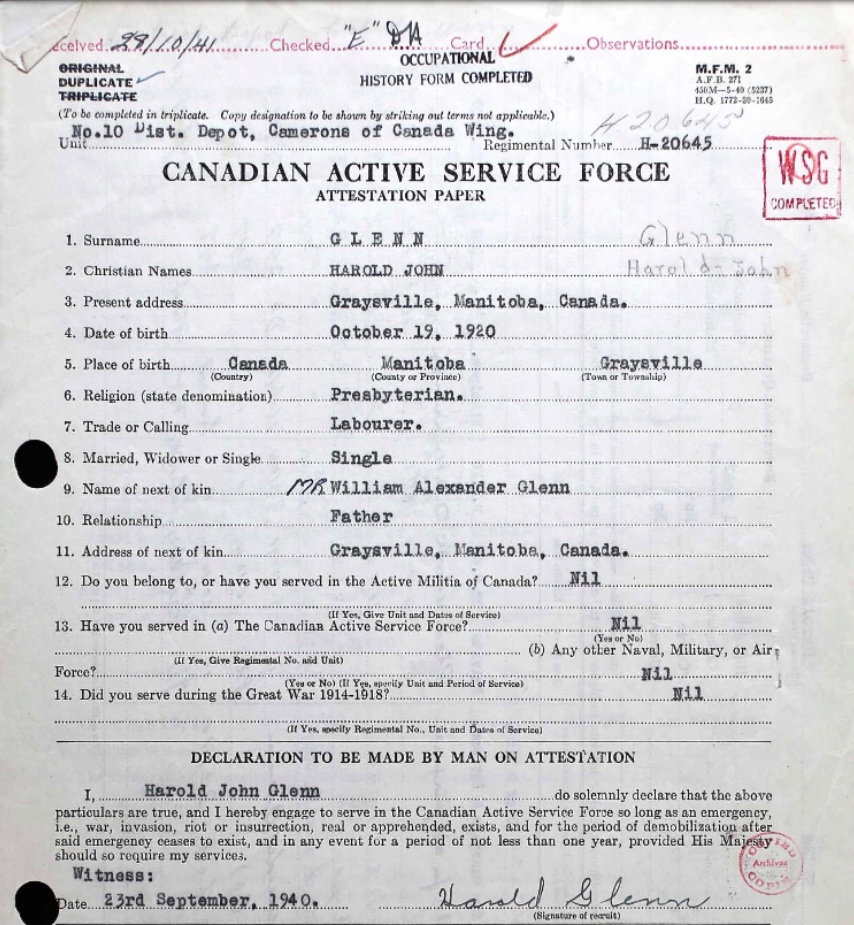 eceived 29/10/41 Checked "E" DA Card ✓ Observations
OCCUPATIONAL
HISTORY FORM COMPLETED
ORIGINAL
DUPLICATE
TRIPLICATE
M.F.M. 2
A.F.B. 271
450M—5-40 (5237)
H.Q. 1772-39-1645
(To be completed in triplicate. Copy designation to be shown by striking out terms not applicable.)
H 20645
Unit No.10 Dist. Depot, Camerons of Canada Wing. Regimental Number H-20645
CANADIAN ACTIVE SERVICE FORCE
ATTESTATION PAPER
WSG
COMPLETED
1. Surname GLENN Glenn
2. Christian Names HAROLD JOHN Harold - John
3. Present address Graysville, Manitoba, Canada.
4. Date of birth October 19, 1920
5. Place of birth Canada Manitoba Graysville
(Country) (County or Province) (Town or Township)
6. Religion (state denomination) Presbyterian.
7. Trade or Calling Labourer.
8. Married, Widower or Single Single
9. Name of next of kin MR William Alexander Glenn
10. Relationship Father
11. Address of next of kin Graysville, Manitoba, Canada.
12. Do you belong to, or have you served in the Active Militia of Canada? Nil
(If Yes, Give Unit and Dates of Service)
13. Have you served in (a) The Canadian Active Service Force? Nil
(Yes or No)
(b) Any other Naval, Military, or Air
(If Yes, Give Regimental No. and Unit)
Force? Nil
(Yes or No) (If Yes, specify Unit and Period of Service)
14. Did you serve during the Great War 1914-1918? Nil
(If Yes, specify Regimental No., Unit and Dates of Service)
DECLARATION TO BE MADE BY MAN ON ATTESTATION
I, Harold John Glenn do solemnly declare that the above
particulars are true, and I hereby engage to serve in the Canadian Active Service Force so long as an emergency,
i.e., war, invasion, riot or insurrection, real or apprehended, exists, and for the period of demobilization after
said emergency ceases to exist, and in any event for a period of not less than one year, provided His Majesty
should so require my services.
Archives
Witness:
Date 23rd September, 1940. Harold Glenn
(Signature of recruit)